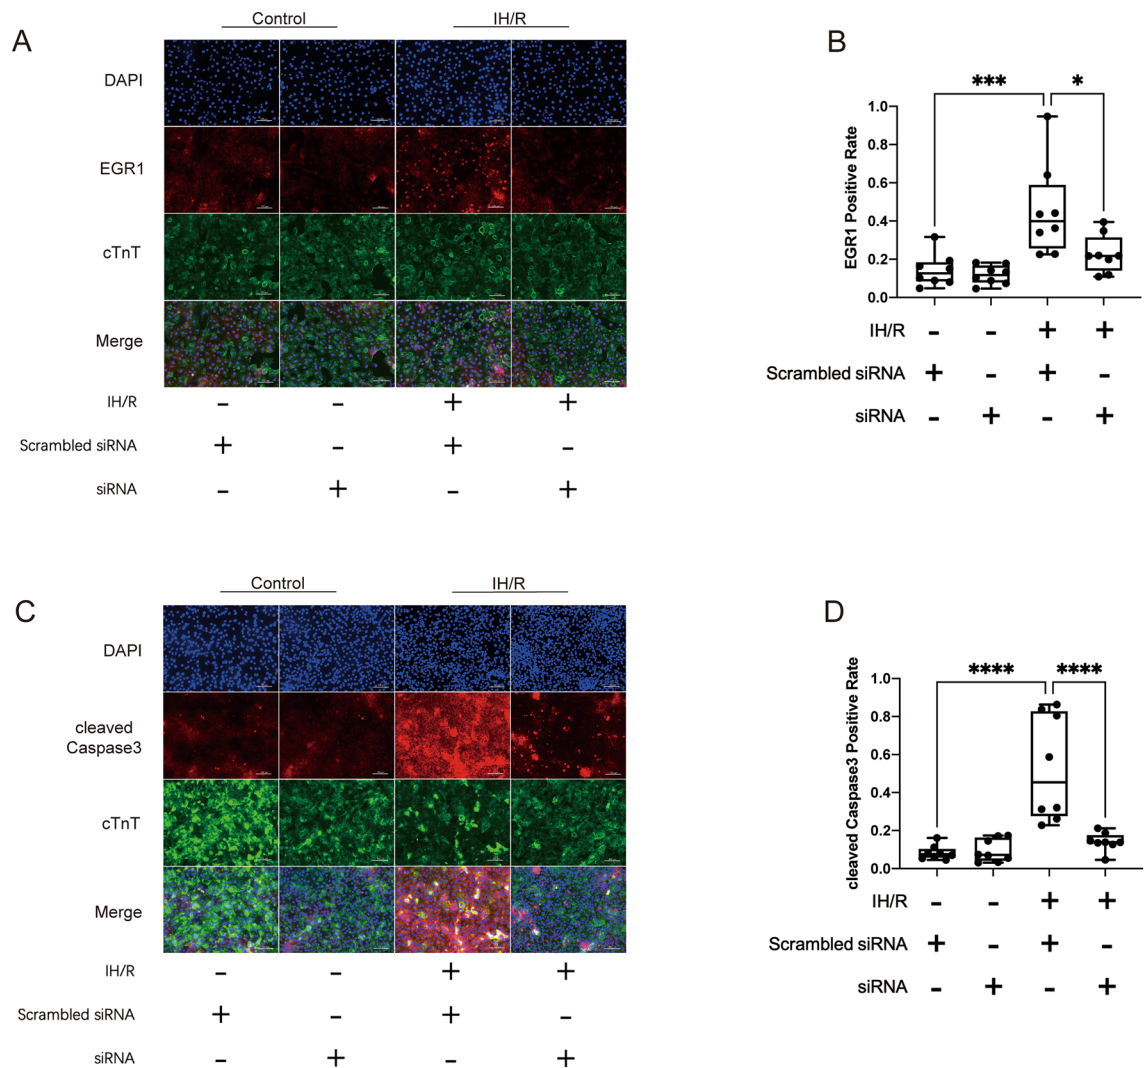 A
Control IH/R
DAPI
EGR1
cTnT
Merge
IH/R - - + +
Scrambled siRNA + - + -
siRNA - + - +
B
*** *
EGR1 Positive Rate
1.0
0.8
0.6
0.4
0.2
0.0
IH/R - - + +
Scrambled siRNA + - + -
siRNA - + - +
C
Control IH/R
DAPI
cleaved
Caspase3
cTnT
Merge
IH/R - - + +
Scrambled siRNA + - + -
siRNA - + - +
D
**** ****
cleaved Caspase3 Positive Rate
1.0
0.8
0.6
0.4
0.2
0.0
IH/R - - + +
Scrambled siRNA + - + -
siRNA - + - +